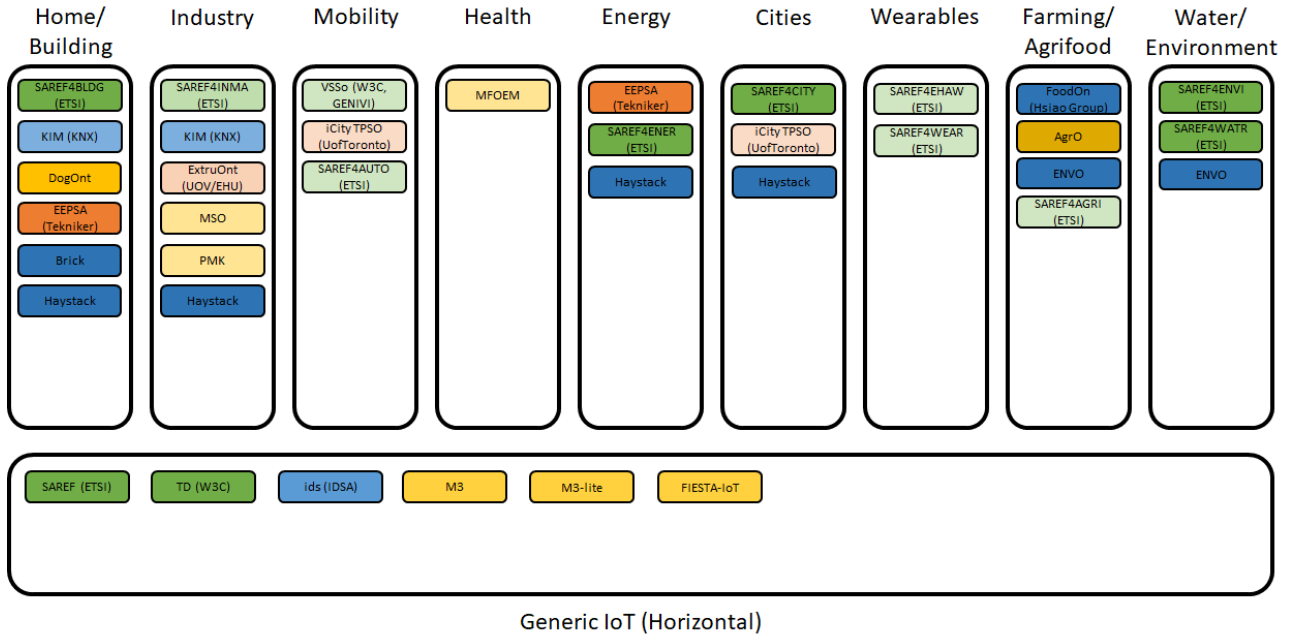 Home/
Building
Industry
Mobility
Health
Energy
Cities
Wearables
Farming/
Agrifood
Water/
Environment
SAREF4BLDG
(ETSI)
KIM (KNX)
DogOnt
EEPSA
(Tekniker)
Brick
Haystack
SAREF4INMA
(ETSI)
KIM (KNX)
ExtruOnt
(UOV/EHU)
MSO
PMK
Haystack
VSSo (W3C,
GENIVI)
iCity TPSO
(UofToronto)
SAREF4AUTO
(ETSI)
MFOEM
EEPSA
(Tekniker)
SAREF4ENER
(ETSI)
Haystack
SAREF4CITY
(ETSI)
iCity TPSO
(UofToronto)
Haystack
SAREF4EHAW
(ETSI)
SAREF4WEAR
(ETSI)
FoodOn
(Hsiao Group)
AgrO
ENVO
SAREF4AGRI
(ETSI)
SAREF4ENVI
(ETSI)
SAREF4WATR
(ETSI)
ENVO
SAREF (ETSI)
TD (W3C)
ids (IDSA)
M3
M3-lite
FIESTA-IoT
Generic IoT (Horizontal)